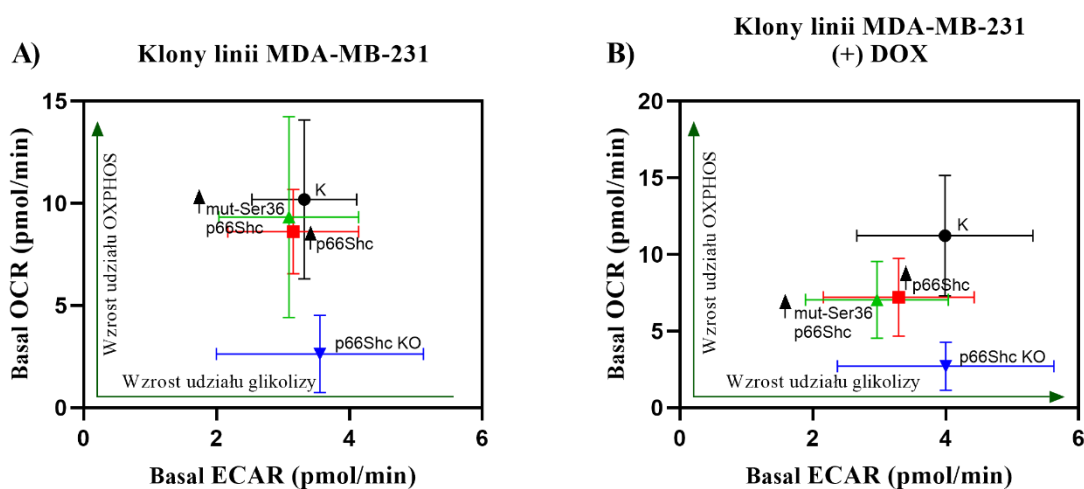 A)
Klony linii MDA-MB-231
15
10
5
0
0
2
4
6
Basal OCR (pmol/min)
Basal ECAR (pmol/min)
Wzrost udziału OXPHOS
Wzrost udziału glikolizy
K
mut-Ser36
p66Shc
p66Shc
p66Shc KO
B)
Klony linii MDA-MB-231
(+) DOX
20
15
10
5
0
0
2
4
6
Basal OCR (pmol/min)
Basal ECAR (pmol/min)
Wzrost udziału OXPHOS
Wzrost udziału glikolizy
K
p66Shc
mut-Ser36
p66Shc
p66Shc KO